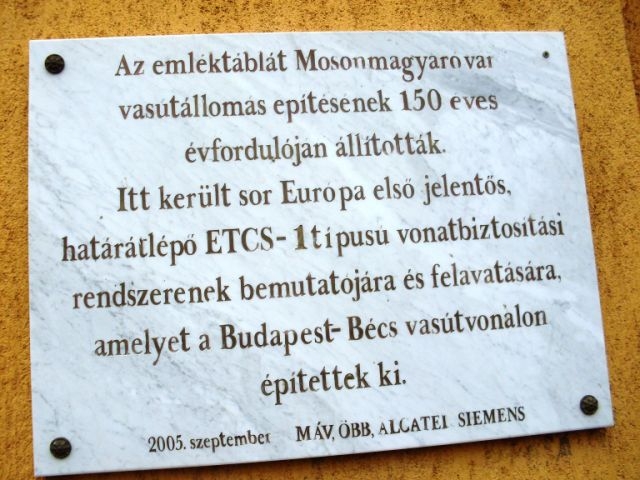 Az emléktáblát Mosonmagyaróvár
vasútállomás építésének 150 éves
évfordulóján állították.
Itt került sor Európa első jelentős,
határátlépő ETCS-1 típusú vonatbiztosítási
rendszerének bemutatójára és felavatására,
amelyet a Budapest-Bécs vasútvonalon
építettek ki.
2005. szeptember MÁV, ÖBB, ALCATEL SIEMENS